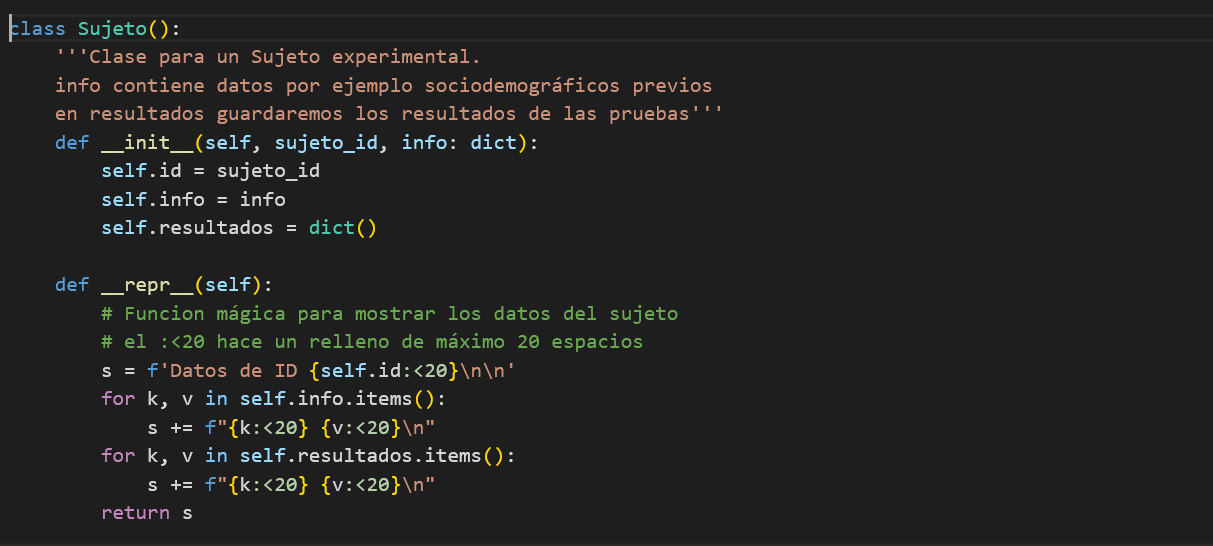 class Sujeto():
    '''Clase para un Sujeto experimental.
    info contiene datos por ejemplo sociodemográficos previos
    en resultados guardaremos los resultados de las pruebas'''
    def __init__(self, sujeto_id, info: dict):
        self.id = sujeto_id
        self.info = info
        self.resultados = dict()

    def __repr__(self):
        # Funcion mágica para mostrar los datos del sujeto
        # el :<20 hace un relleno de máximo 20 espacios
        s = f'Datos de ID {self.id:<20}\n\n'
        for k, v in self.info.items():
            s += f"{k:<20} {v:<20}\n"
        for k, v in self.resultados.items():
            s += f"{k:<20} {v:<20}\n"
        return s